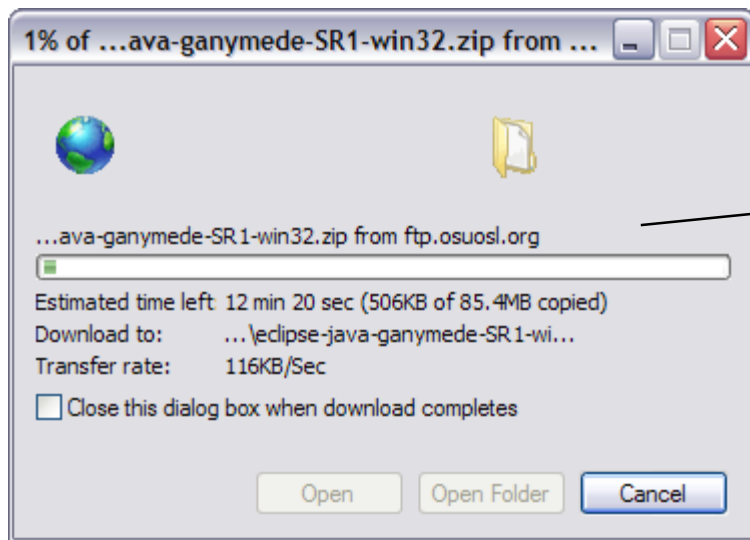 1% of ...ava-ganymede-SR1-win32.zip from ...
...ava-ganymede-SR1-win32.zip from ftp.osuosl.org
Estimated time left: 12 min 20 sec (506KB of 85.4MB copied)
Download to: ...\eclipse-java-ganymede-SR1-wi...
Transfer rate: 116KB/Sec
Close this dialog box when download completes
Open Open Folder Cancel